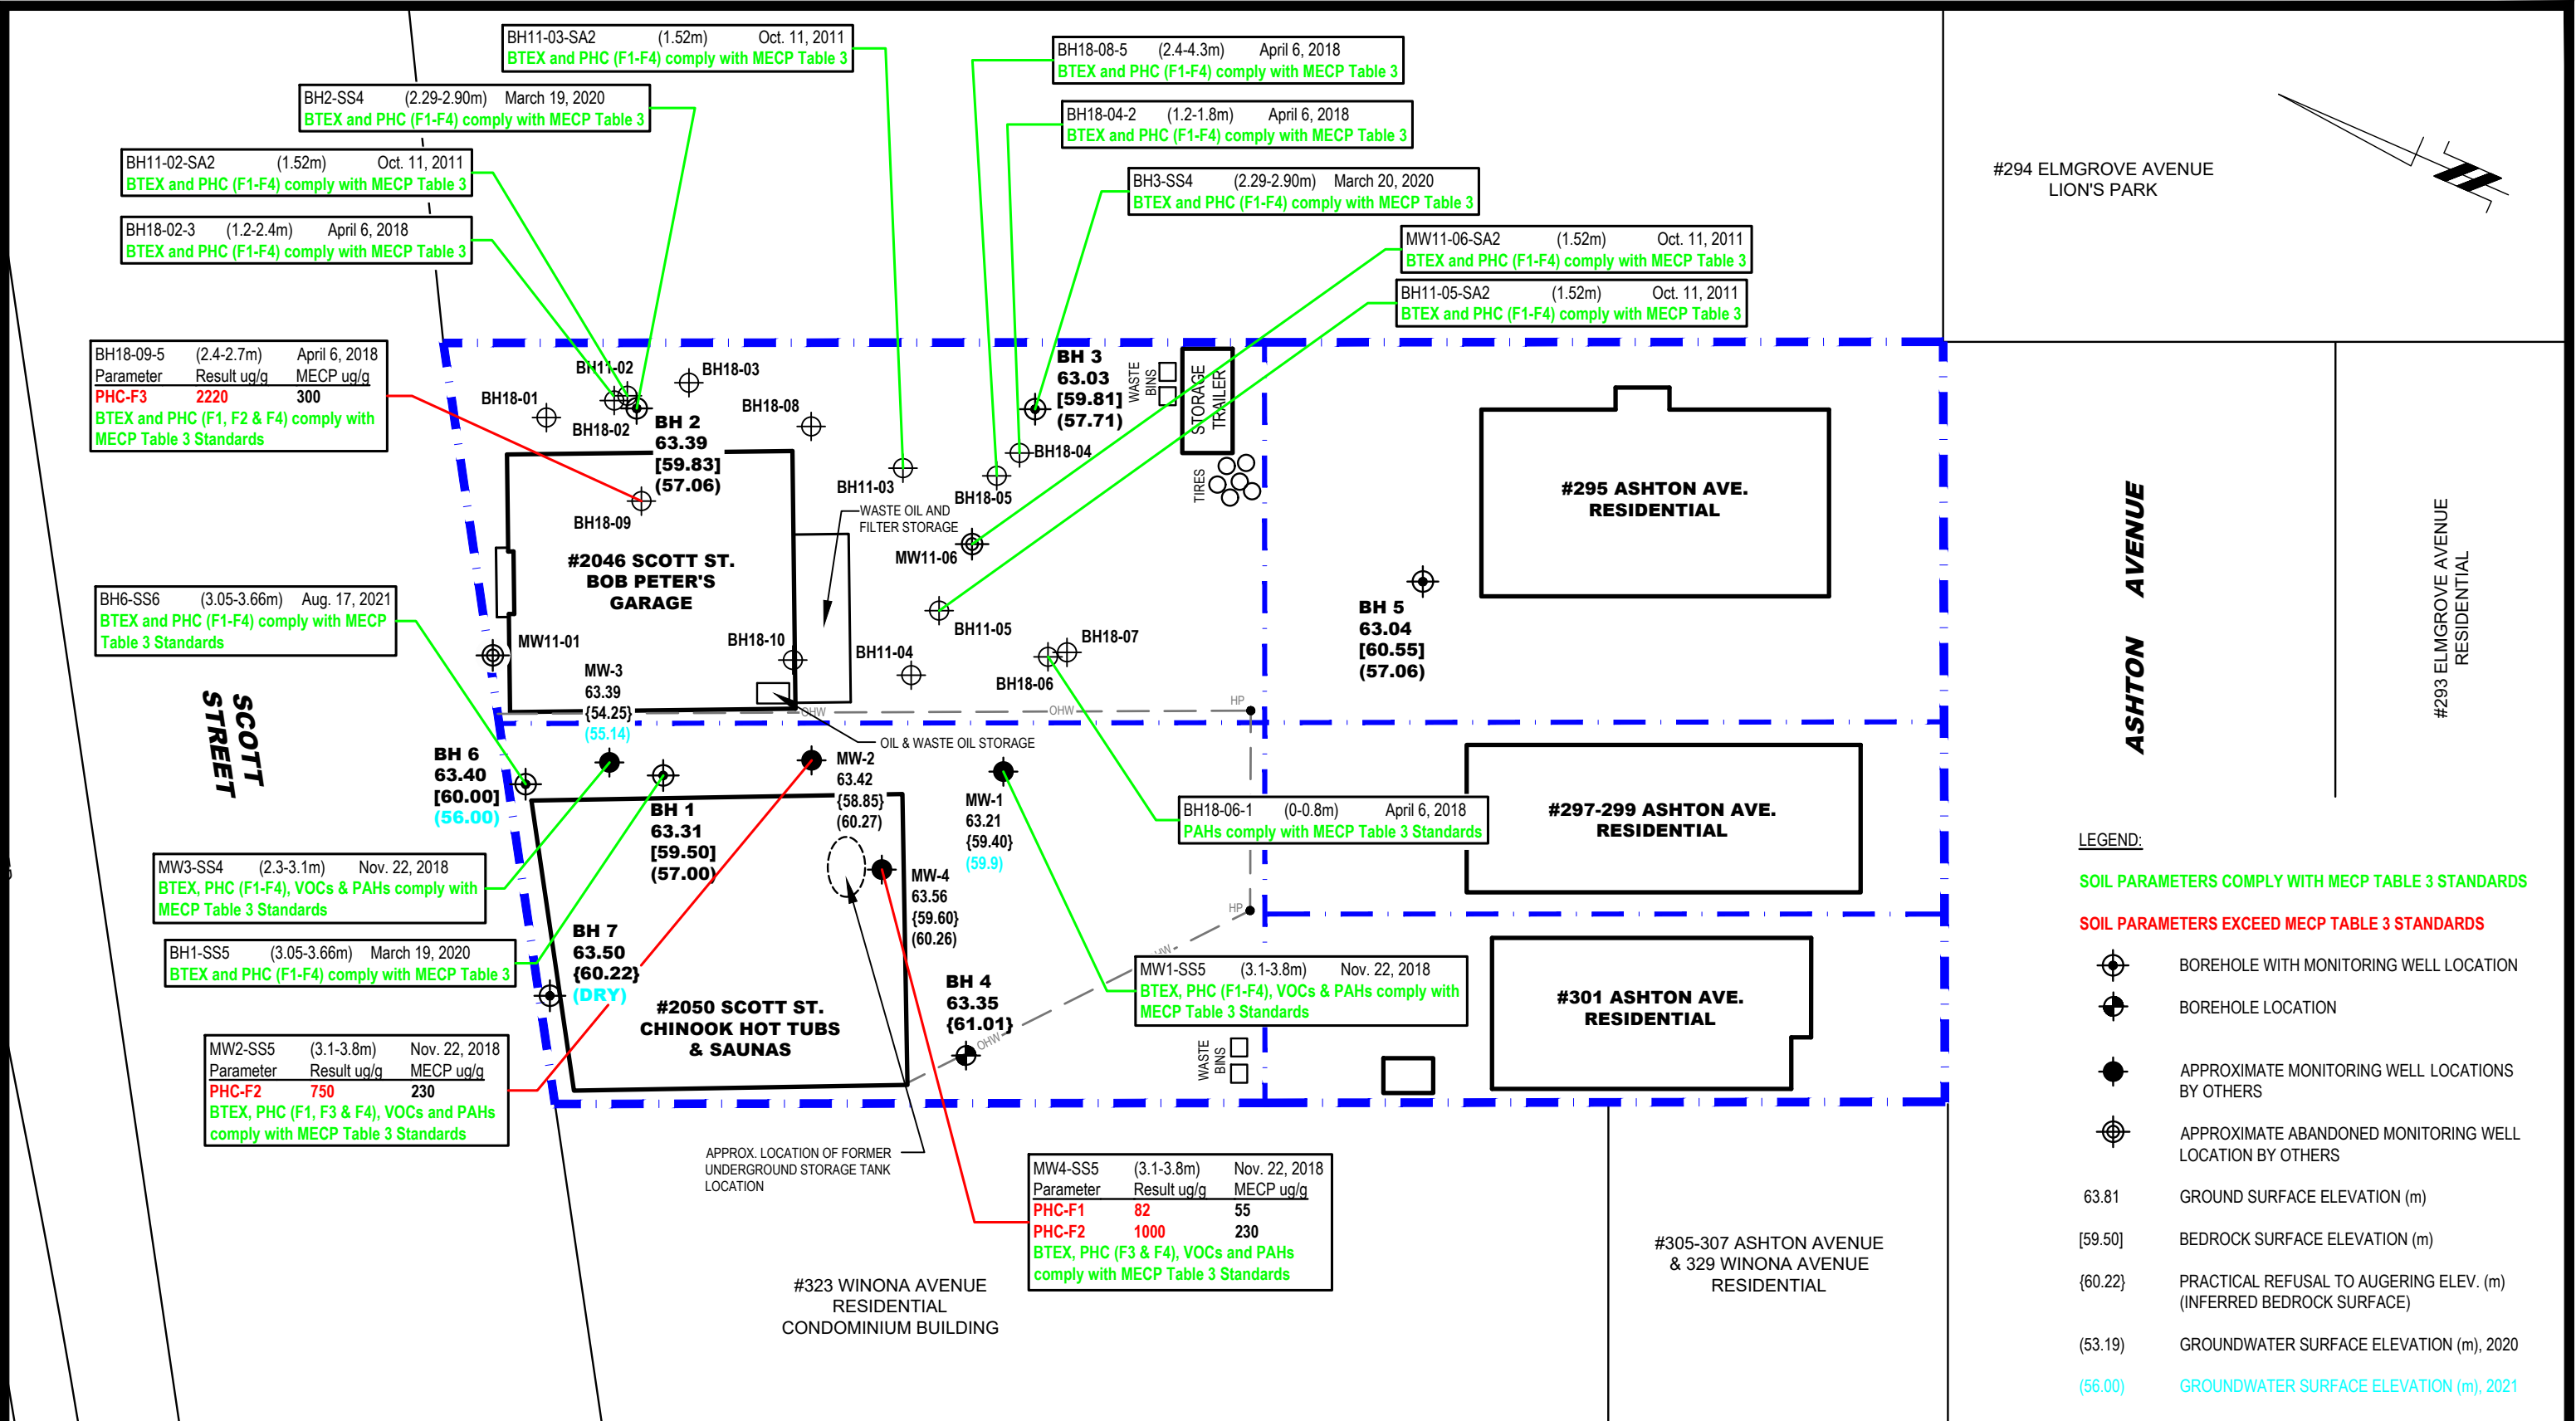 BH11-03-SA2 (1.52m) Oct. 11, 2011
BTEX and PHC (F1-F4) comply with MECP Table 3
BH18-08-5 (2.4-4.3m) April 6, 2018
BTEX and PHC (F1-F4) comply with MECP Table 3
BH2-SS4 (2.29-2.90m) March 19, 2020
BTEX and PHC (F1-F4) comply with MECP Table 3
BH18-04-2 (1.2-1.8m) April 6, 2018
BTEX and PHC (F1-F4) comply with MECP Table 3
BH11-02-SA2 (1.52m) Oct. 11, 2011
BTEX and PHC (F1-F4) comply with MECP Table 3
BH3-SS4 (2.29-2.90m) March 20, 2020
BTEX and PHC (F1-F4) comply with MECP Table 3
#294 ELMGROVE AVENUE
LION'S PARK
BH18-02-3 (1.2-2.4m) April 6, 2018
BTEX and PHC (F1-F4) comply with MECP Table 3
MW11-06-SA2 (1.52m) Oct. 11, 2011
BTEX and PHC (F1-F4) comply with MECP Table 3
BH11-05-SA2 (1.52m) Oct. 11, 2011
BTEX and PHC (F1-F4) comply with MECP Table 3
BH18-09-5 (2.4-2.7m) April 6, 2018
Parameter Result ug/g MECP ug/g
PHC-F3 2220 300
BTEX and PHC (F1, F2 & F4) comply with
MECP Table 3 Standards
BH11-02
BH18-03
BH18-01
BH18-02
BH18-08
BH 2
63.39
[59.83]
(57.06)
BH 3
63.03
[59.81]
(57.71)
WASTE
BINS
STORAGE
TRAILER
TIRES
BH18-04
BH11-03
BH18-05
BH18-09
WASTE OIL AND
FILTER STORAGE
MW11-06
#2046 SCOTT ST.
BOB PETER'S
GARAGE
#295 ASHTON AVE.
RESIDENTIAL
ASHTON AVENUE
#293 ELMGROVE AVENUE
RESIDENTIAL
BH6-SS6 (3.05-3.66m) Aug. 17, 2021
BTEX and PHC (F1-F4) comply with MECP
Table 3 Standards
MW11-01
BH18-10
BH11-04
BH11-05
BH18-07
BH18-06
BH 5
63.04
[60.55]
(57.06)
SCOTT
STREET
MW-3
63.39
{54.25}
(55.14)
OHW
OHW
HP
OIL & WASTE OIL STORAGE
BH 6
63.40
[60.00]
(56.00)
MW-2
63.42
{58.85}
(60.27)
BH 1
63.31
[59.50]
(57.00)
MW-1
63.21
{59.40}
(59.9)
BH18-06-1 (0-0.8m) April 6, 2018
PAHs comply with MECP Table 3 Standards
#297-299 ASHTON AVE.
RESIDENTIAL
MW3-SS4 (2.3-3.1m) Nov. 22, 2018
BTEX, PHC (F1-F4), VOCs & PAHs comply with
MECP Table 3 Standards
MW-4
63.56
{59.60}
(60.26)
HP
BH1-SS5 (3.05-3.66m) March 19, 2020
BTEX and PHC (F1-F4) comply with MECP Table 3
BH 7
63.50
{60.22}
(DRY)
#2050 SCOTT ST.
CHINOOK HOT TUBS
& SAUNAS
BH 4
63.35
{61.01}
OHW
MW1-SS5 (3.1-3.8m) Nov. 22, 2018
BTEX, PHC (F1-F4), VOCs & PAHs comply with
MECP Table 3 Standards
#301 ASHTON AVE.
RESIDENTIAL
WASTE
BINS
MW2-SS5 (3.1-3.8m) Nov. 22, 2018
Parameter Result ug/g MECP ug/g
PHC-F2 750 230
BTEX, PHC (F1, F3 & F4), VOCs and PAHs
comply with MECP Table 3 Standards
APPROX. LOCATION OF FORMER
UNDERGROUND STORAGE TANK
LOCATION
MW4-SS5 (3.1-3.8m) Nov. 22, 2018
Parameter Result ug/g MECP ug/g
PHC-F1 82 55
PHC-F2 1000 230
BTEX, PHC (F3 & F4), VOCs and PAHs
comply with MECP Table 3 Standards
#323 WINONA AVENUE
RESIDENTIAL
CONDOMINIUM BUILDING
#305-307 ASHTON AVENUE
& 329 WINONA AVENUE
RESIDENTIAL
LEGEND:
SOIL PARAMETERS COMPLY WITH MECP TABLE 3 STANDARDS
SOIL PARAMETERS EXCEED MECP TABLE 3 STANDARDS
BOREHOLE WITH MONITORING WELL LOCATION
BOREHOLE LOCATION
APPROXIMATE MONITORING WELL LOCATIONS
BY OTHERS
APPROXIMATE ABANDONED MONITORING WELL
LOCATION BY OTHERS
63.81 GROUND SURFACE ELEVATION (m)
[59.50] BEDROCK SURFACE ELEVATION (m)
{60.22} PRACTICAL REFUSAL TO AUGERING ELEV. (m)
(INFERRED BEDROCK SURFACE)
(53.19) GROUNDWATER SURFACE ELEVATION (m), 2020
(56.00) GROUNDWATER SURFACE ELEVATION (m), 2021